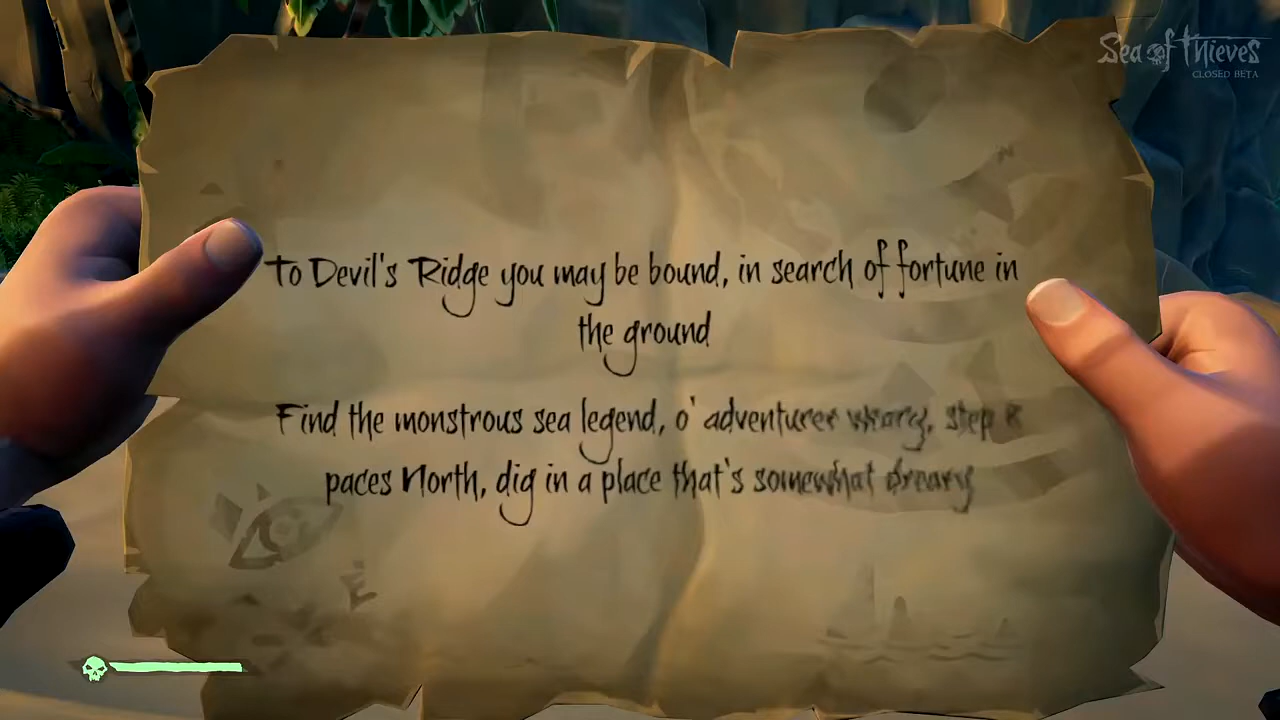 Sea of Thieves
CLOSED BETA
To Devil's Ridge you may be bound, in search of fortune in
the ground
Find the monstrous sea legend, o' adventurer weary, step
paces North, dig in a place that's somewhat dreary
N
E